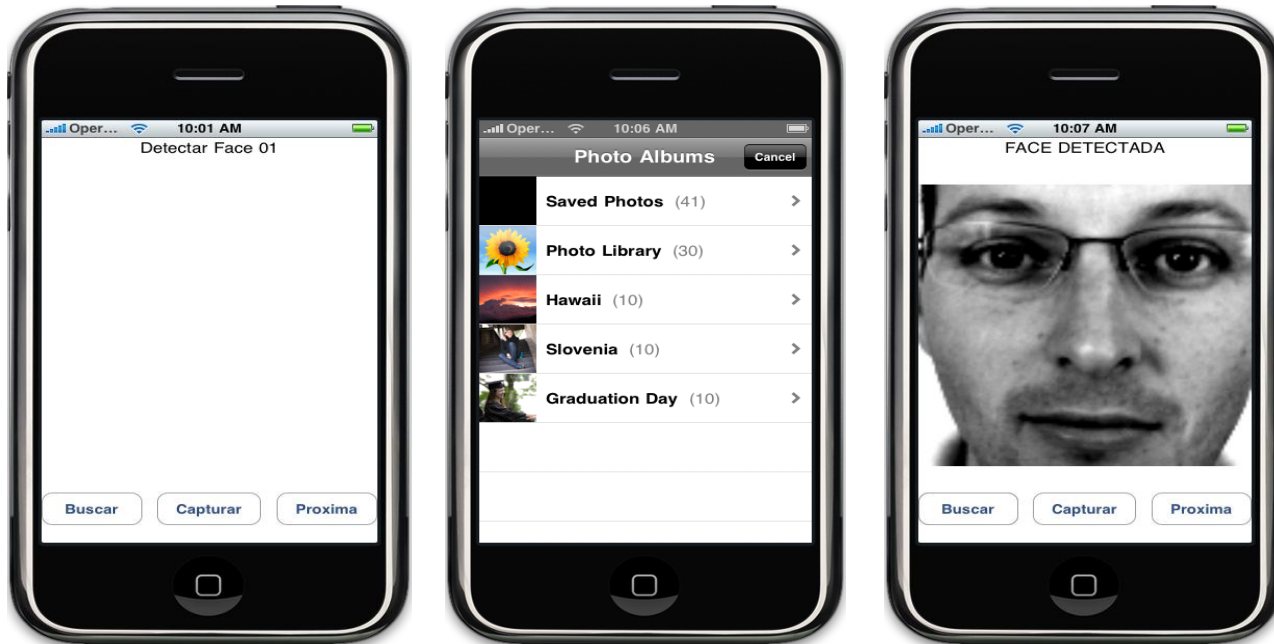 Oper... 10:01 AM
Detectar Face 01
Buscar Capturar Proxima
Oper... 10:06 AM
Photo Albums Cancel
Saved Photos (41)
Photo Library (30)
Hawaii (10)
Slovenia (10)
Graduation Day (10)
Oper... 10:07 AM
FACE DETECTADA
Buscar Capturar Proxima